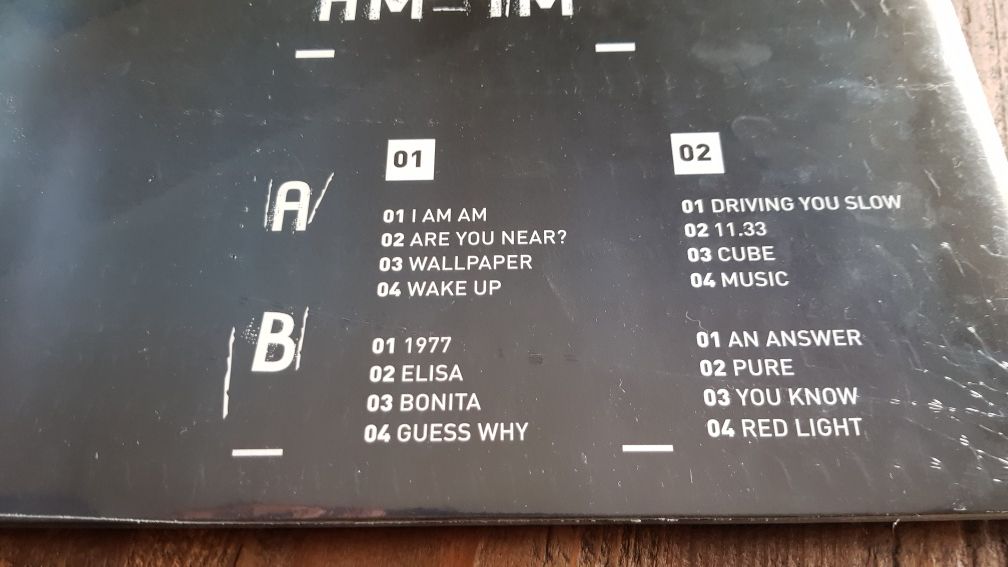 01
A
01 I AM AM
02 ARE YOU NEAR?
03 WALLPAPER
04 WAKE UP
B
01 1977
02 ELISA
03 BONITA
04 GUESS WHY
02
01 DRIVING YOU SLOW
02 11.33
03 CUBE
04 MUSIC
01 AN ANSWER
02 PURE
03 YOU KNOW
04 RED LIGHT